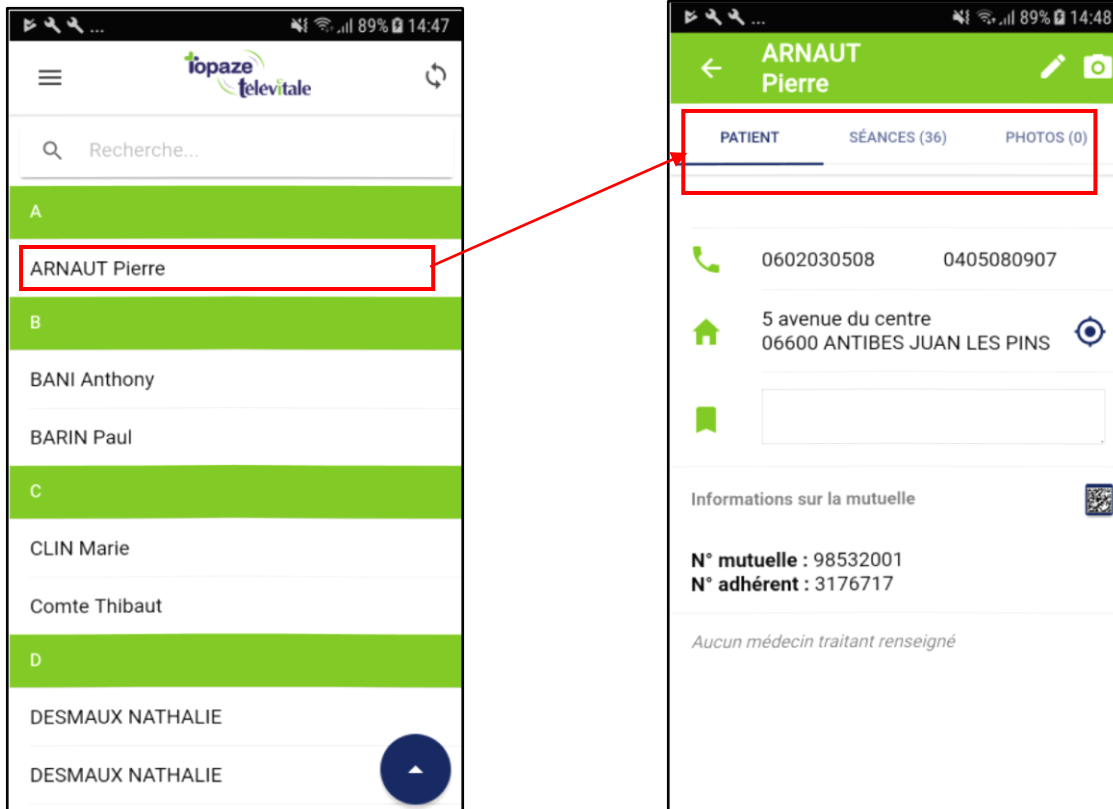 ... 89% 14:47
topaze
télévitale
Recherche...
A
ARNAUT Pierre
B
BANI Anthony
BARIN Paul
C
CLIN Marie
Comte Thibaut
D
DESMAUX NATHALIE
DESMAUX NATHALIE
... 89% 14:48
ARNAUT
Pierre
PATIENT SÉANCES (36) PHOTOS (0)
0602030508 0405080907
5 avenue du centre
06600 ANTIBES JUAN LES PINS
Informations sur la mutuelle
N° mutuelle : 98532001
N° adhérent : 3176717
Aucun médecin traitant renseigné